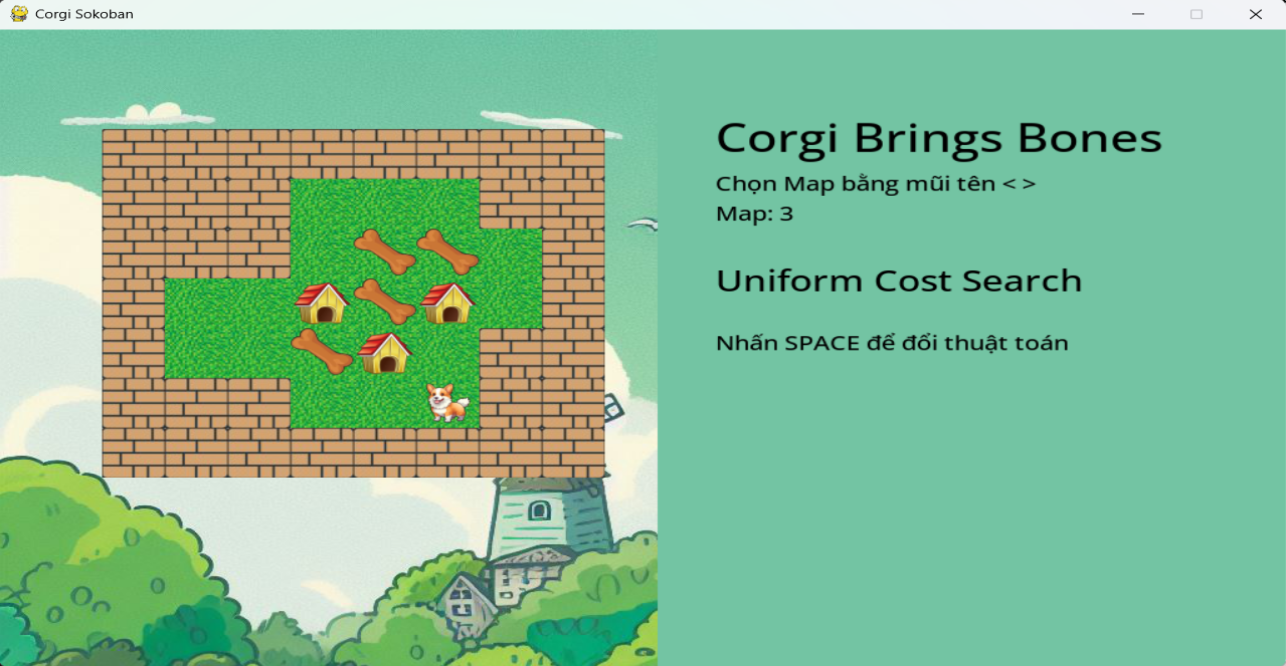 Corgi Sokoban
Corgi Brings Bones
Chọn Map bằng mũi tên < >
Map: 3
Uniform Cost Search
Nhấn SPACE để đổi thuật toán